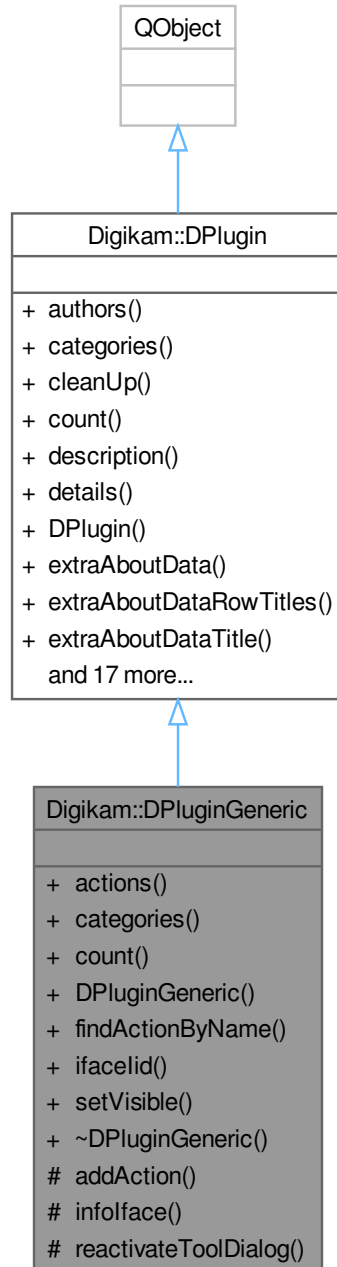 QObject
Digikam::DPlugin
+ authors()
+ categories()
+ cleanUp()
+ count()
+ description()
+ details()
+ DPlugin()
+ extraAboutData()
+ extraAboutDataRowTitles()
+ extraAboutDataTitle()
and 17 more...
Digikam::DPluginGeneric
+ actions()
+ categories()
+ count()
+ DPluginGeneric()
+ findActionByName()
+ ifaceIid()
+ setVisible()
+ ~DPluginGeneric()
# addAction()
# infoIface()
# reactivateToolDialog()